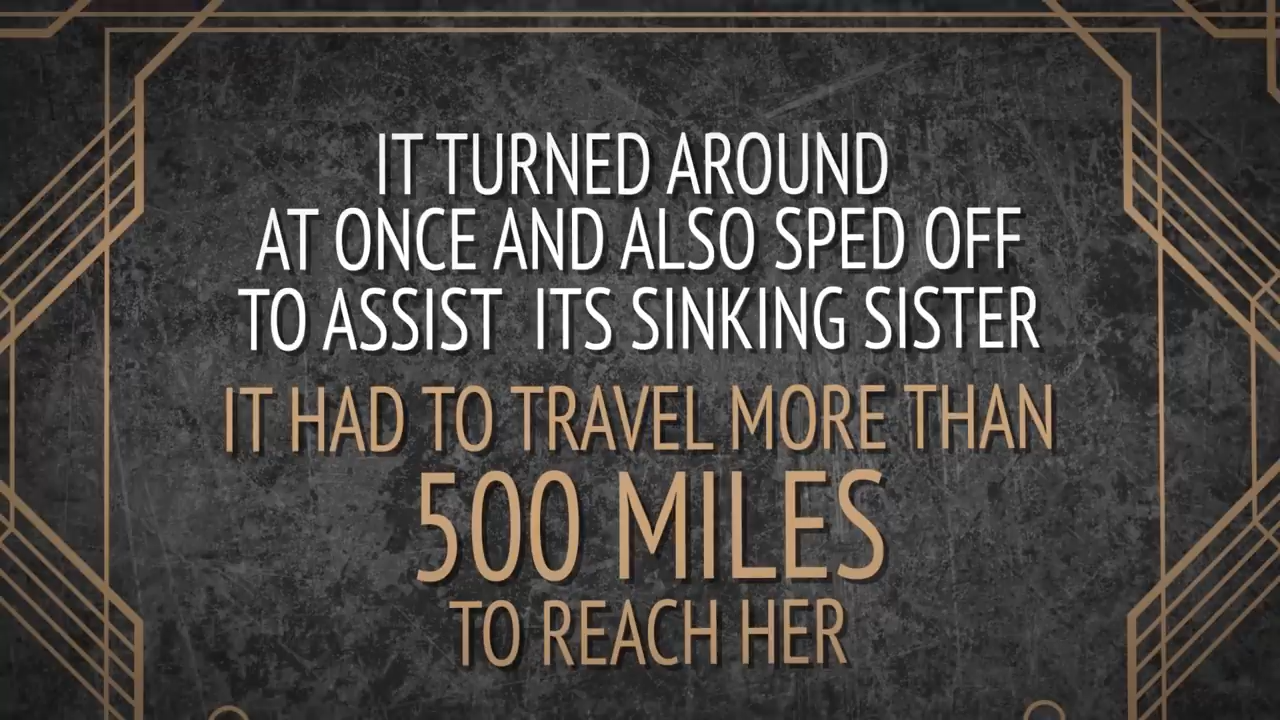 IT TURNED AROUND
AT ONCE AND ALSO SPED OFF
TO ASSIST ITS SINKING SISTER
IT HAD TO TRAVEL MORE THAN
500 MILES
TO REACH HER